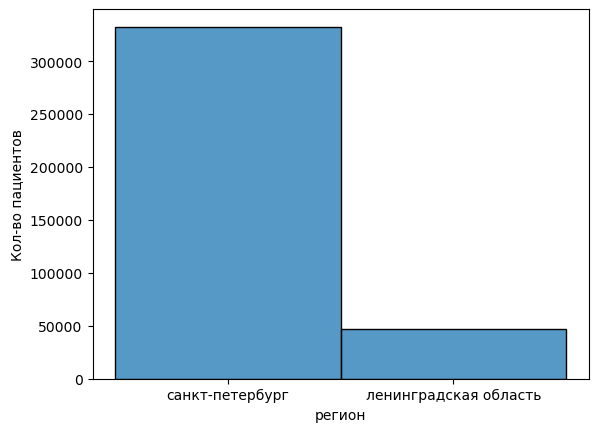 Кол-во пациентов
300000
250000
200000
150000
100000
50000
0
санкт-петербург
ленинградская область
регион